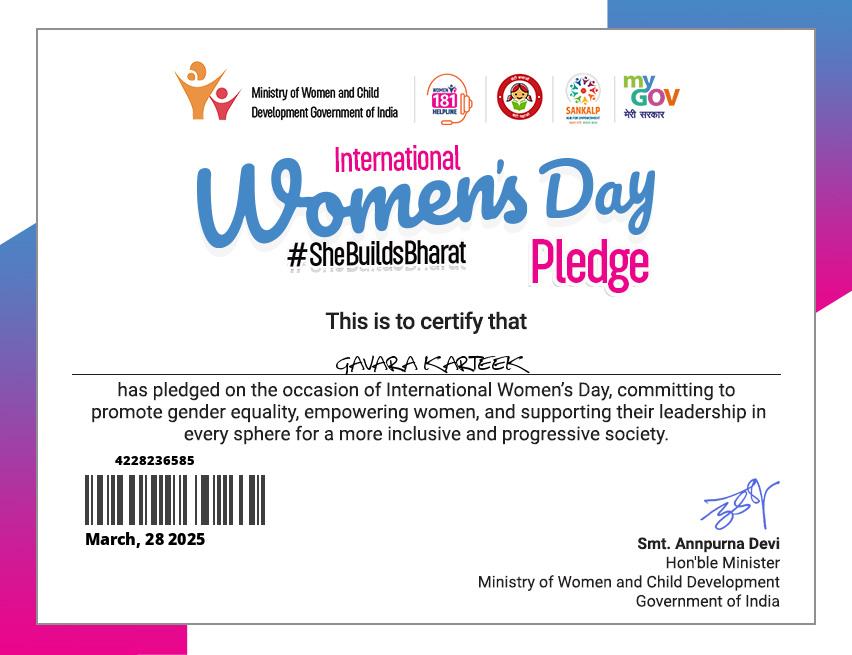 Ministry of Women and Child
Development Government of India
WOMEN
181
HELPLINE
SANKALP
my
GOV
मेरी सरकार
International
Women's Day
#SheBuildsBharat
Pledge
This is to certify that
GAVARA KARTEEK
has pledged on the occasion of International Women's Day, committing to
promote gender equality, empowering women, and supporting their leadership in
every sphere for a more inclusive and progressive society.
4228236585
March, 28 2025
Smt. Annpurna Devi
Hon'ble Minister
Ministry of Women and Child Development
Government of India